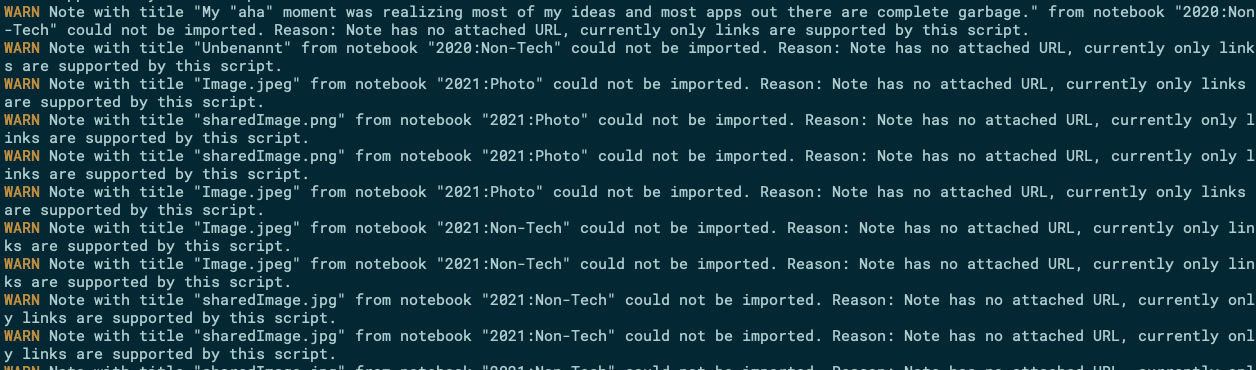 WARN Note with title "My "aha" moment was realizing most of my ideas and most apps out there are complete garbage." from notebook "2020:Non
-Tech" could not be imported. Reason: Note has no attached URL, currently only links are supported by this script.
WARN Note with title "Unbenannt" from notebook "2020:Non-Tech" could not be imported. Reason: Note has no attached URL, currently only link
s are supported by this script.
WARN Note with title "Image.jpeg" from notebook "2021:Photo" could not be imported. Reason: Note has no attached URL, currently only links
are supported by this script.
WARN Note with title "sharedImage.png" from notebook "2021:Photo" could not be imported. Reason: Note has no attached URL, currently only l
inks are supported by this script.
WARN Note with title "sharedImage.png" from notebook "2021:Photo" could not be imported. Reason: Note has no attached URL, currently only l
inks are supported by this script.
WARN Note with title "Image.jpeg" from notebook "2021:Photo" could not be imported. Reason: Note has no attached URL, currently only links
are supported by this script.
WARN Note with title "Image.jpeg" from notebook "2021:Non-Tech" could not be imported. Reason: Note has no attached URL, currently only lin
ks are supported by this script.
WARN Note with title "Image.jpeg" from notebook "2021:Non-Tech" could not be imported. Reason: Note has no attached URL, currently only lin
ks are supported by this script.
WARN Note with title "sharedImage.jpg" from notebook "2021:Non-Tech" could not be imported. Reason: Note has no attached URL, currently onl
y links are supported by this script.
WARN Note with title "sharedImage.jpg" from notebook "2021:Non-Tech" could not be imported. Reason: Note has no attached URL, currently onl
y links are supported by this script.